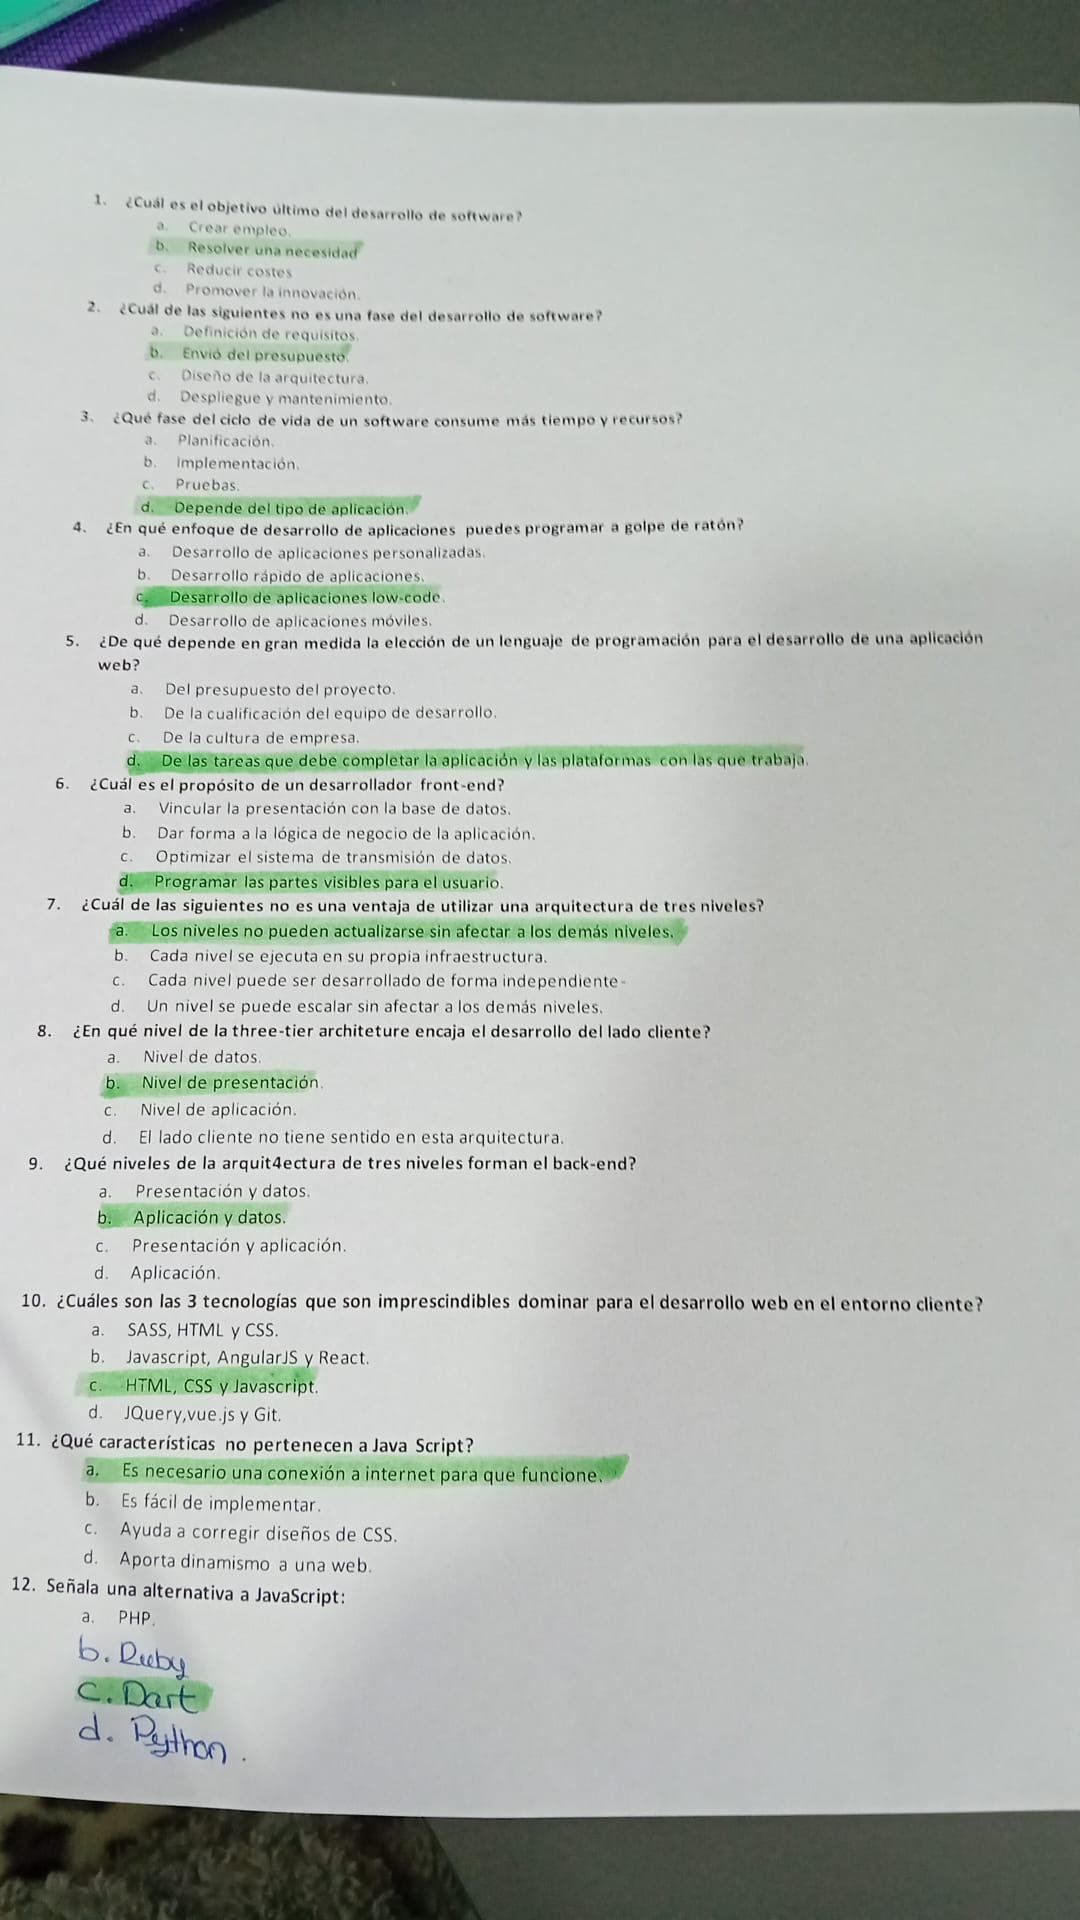 1. ¿Cuál es el objetivo último del desarrollo de software?
a. Crear empleo.
b. Resolver una necesidad
c. Reducir costes
d. Promover la innovación.
2. ¿Cuál de las siguientes no es una fase del desarrollo de software?
a. Definición de requisitos.
b. Envió del presupuesto.
c. Diseño de la arquitectura.
d. Despliegue y mantenimiento.
3. ¿Qué fase del ciclo de vida de un software consume más tiempo y recursos?
a. Planificación.
b. Implementación.
c. Pruebas.
d. Depende del tipo de aplicación.
4. ¿En qué enfoque de desarrollo de aplicaciones puedes programar a golpe de ratón?
a. Desarrollo de aplicaciones personalizadas.
b. Desarrollo rápido de aplicaciones.
c. Desarrollo de aplicaciones low-code.
d. Desarrollo de aplicaciones móviles.
5. ¿De qué depende en gran medida la elección de un lenguaje de programación para el desarrollo de una aplicación
web?
a. Del presupuesto del proyecto.
b. De la cualificación del equipo de desarrollo.
c. De la cultura de empresa.
d. De las tareas que debe completar la aplicación y las plataformas con las que trabaja.
6. ¿Cuál es el propósito de un desarrollador front-end?
a. Vincular la presentación con la base de datos.
b. Dar forma a la lógica de negocio de la aplicación.
c. Optimizar el sistema de transmisión de datos.
d. Programar las partes visibles para el usuario.
7. ¿Cuál de las siguientes no es una ventaja de utilizar una arquitectura de tres niveles?
a. Los niveles no pueden actualizarse sin afectar a los demás niveles.
b. Cada nivel se ejecuta en su propia infraestructura.
c. Cada nivel puede ser desarrollado de forma independiente-
d. Un nivel se puede escalar sin afectar a los demás niveles.
8. ¿En qué nivel de la three-tier architeture encaja el desarrollo del lado cliente?
a. Nivel de datos.
b. Nivel de presentación.
c. Nivel de aplicación.
d. El lado cliente no tiene sentido en esta arquitectura.
9. ¿Qué niveles de la arquit4ectura de tres niveles forman el back-end?
a. Presentación y datos.
b. Aplicación y datos.
c. Presentación y aplicación.
d. Aplicación.
10. ¿Cuáles son las 3 tecnologías que son imprescindibles dominar para el desarrollo web en el entorno cliente?
a. SASS, HTML y CSS.
b. Javascript, AngularJS y React.
c. HTML, CSS y Javascript.
d. JQuery,vue.js y Git.
11. ¿Qué características no pertenecen a Java Script?
a. Es necesario una conexión a internet para que funcione.
b. Es fácil de implementar.
c. Ayuda a corregir diseños de CSS.
d. Aporta dinamismo a una web.
12. Señala una alternativa a JavaScript:
a. PHP.
b. Ruby
c. Dart
d. Python.